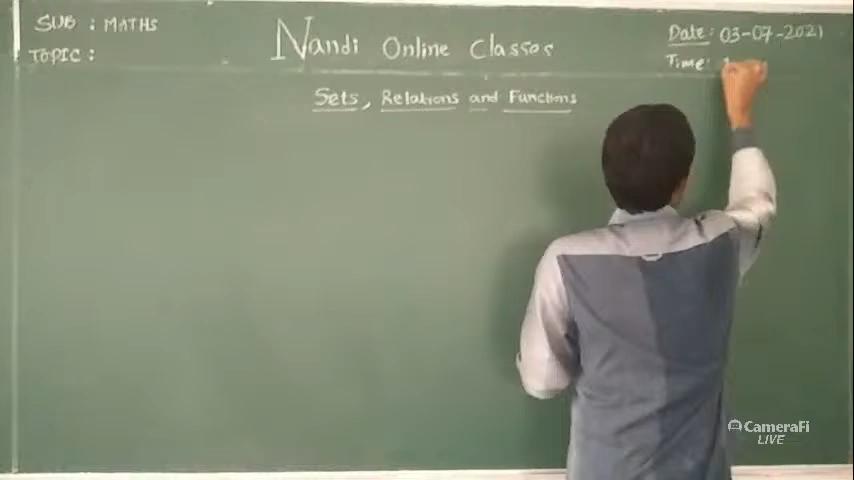 SUB : MATHS
Nandi Online Classes
Date: 03-07-2021
TOPIC :
Time:
Sets, Relations and Functions
CameraFi
LIVE